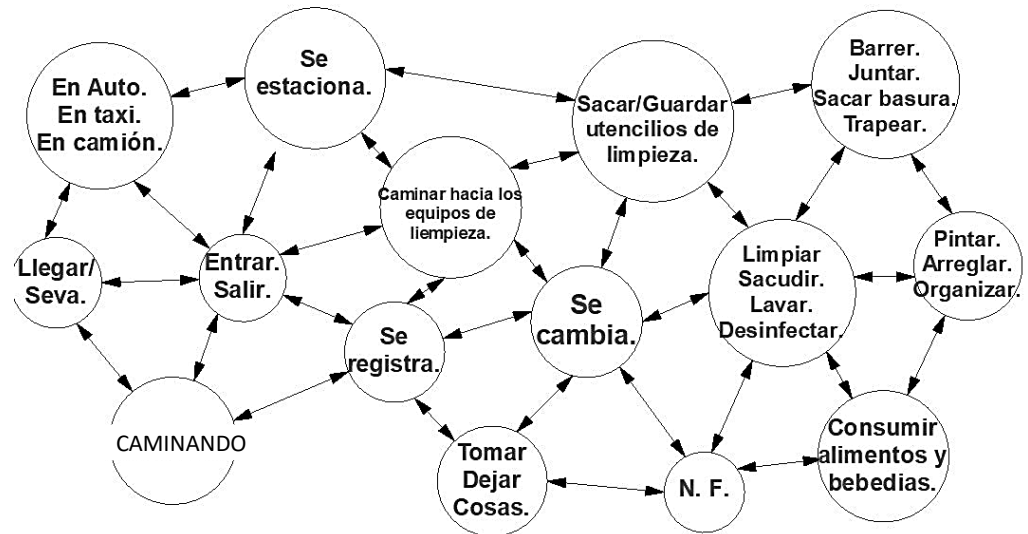 En Auto.
En taxi.
En camión.
Se
estaciona.
Sacar/Guardar
utencilios de
limpieza.
Barrer.
Juntar.
Sacar basura.
Trapear.
Caminar hacia los
equipos de
liempieza.
Llegar/
Seva.
Entrar.
Salir.
Limpiar
Sacudir.
Lavar.
Desinfectar.
Pintar.
Arreglar.
Organizar.
Se
registra.
Se
cambia.
CAMINANDO
Tomar
Dejar
Cosas.
N. F.
Consumir
alimentos y
bebedias.